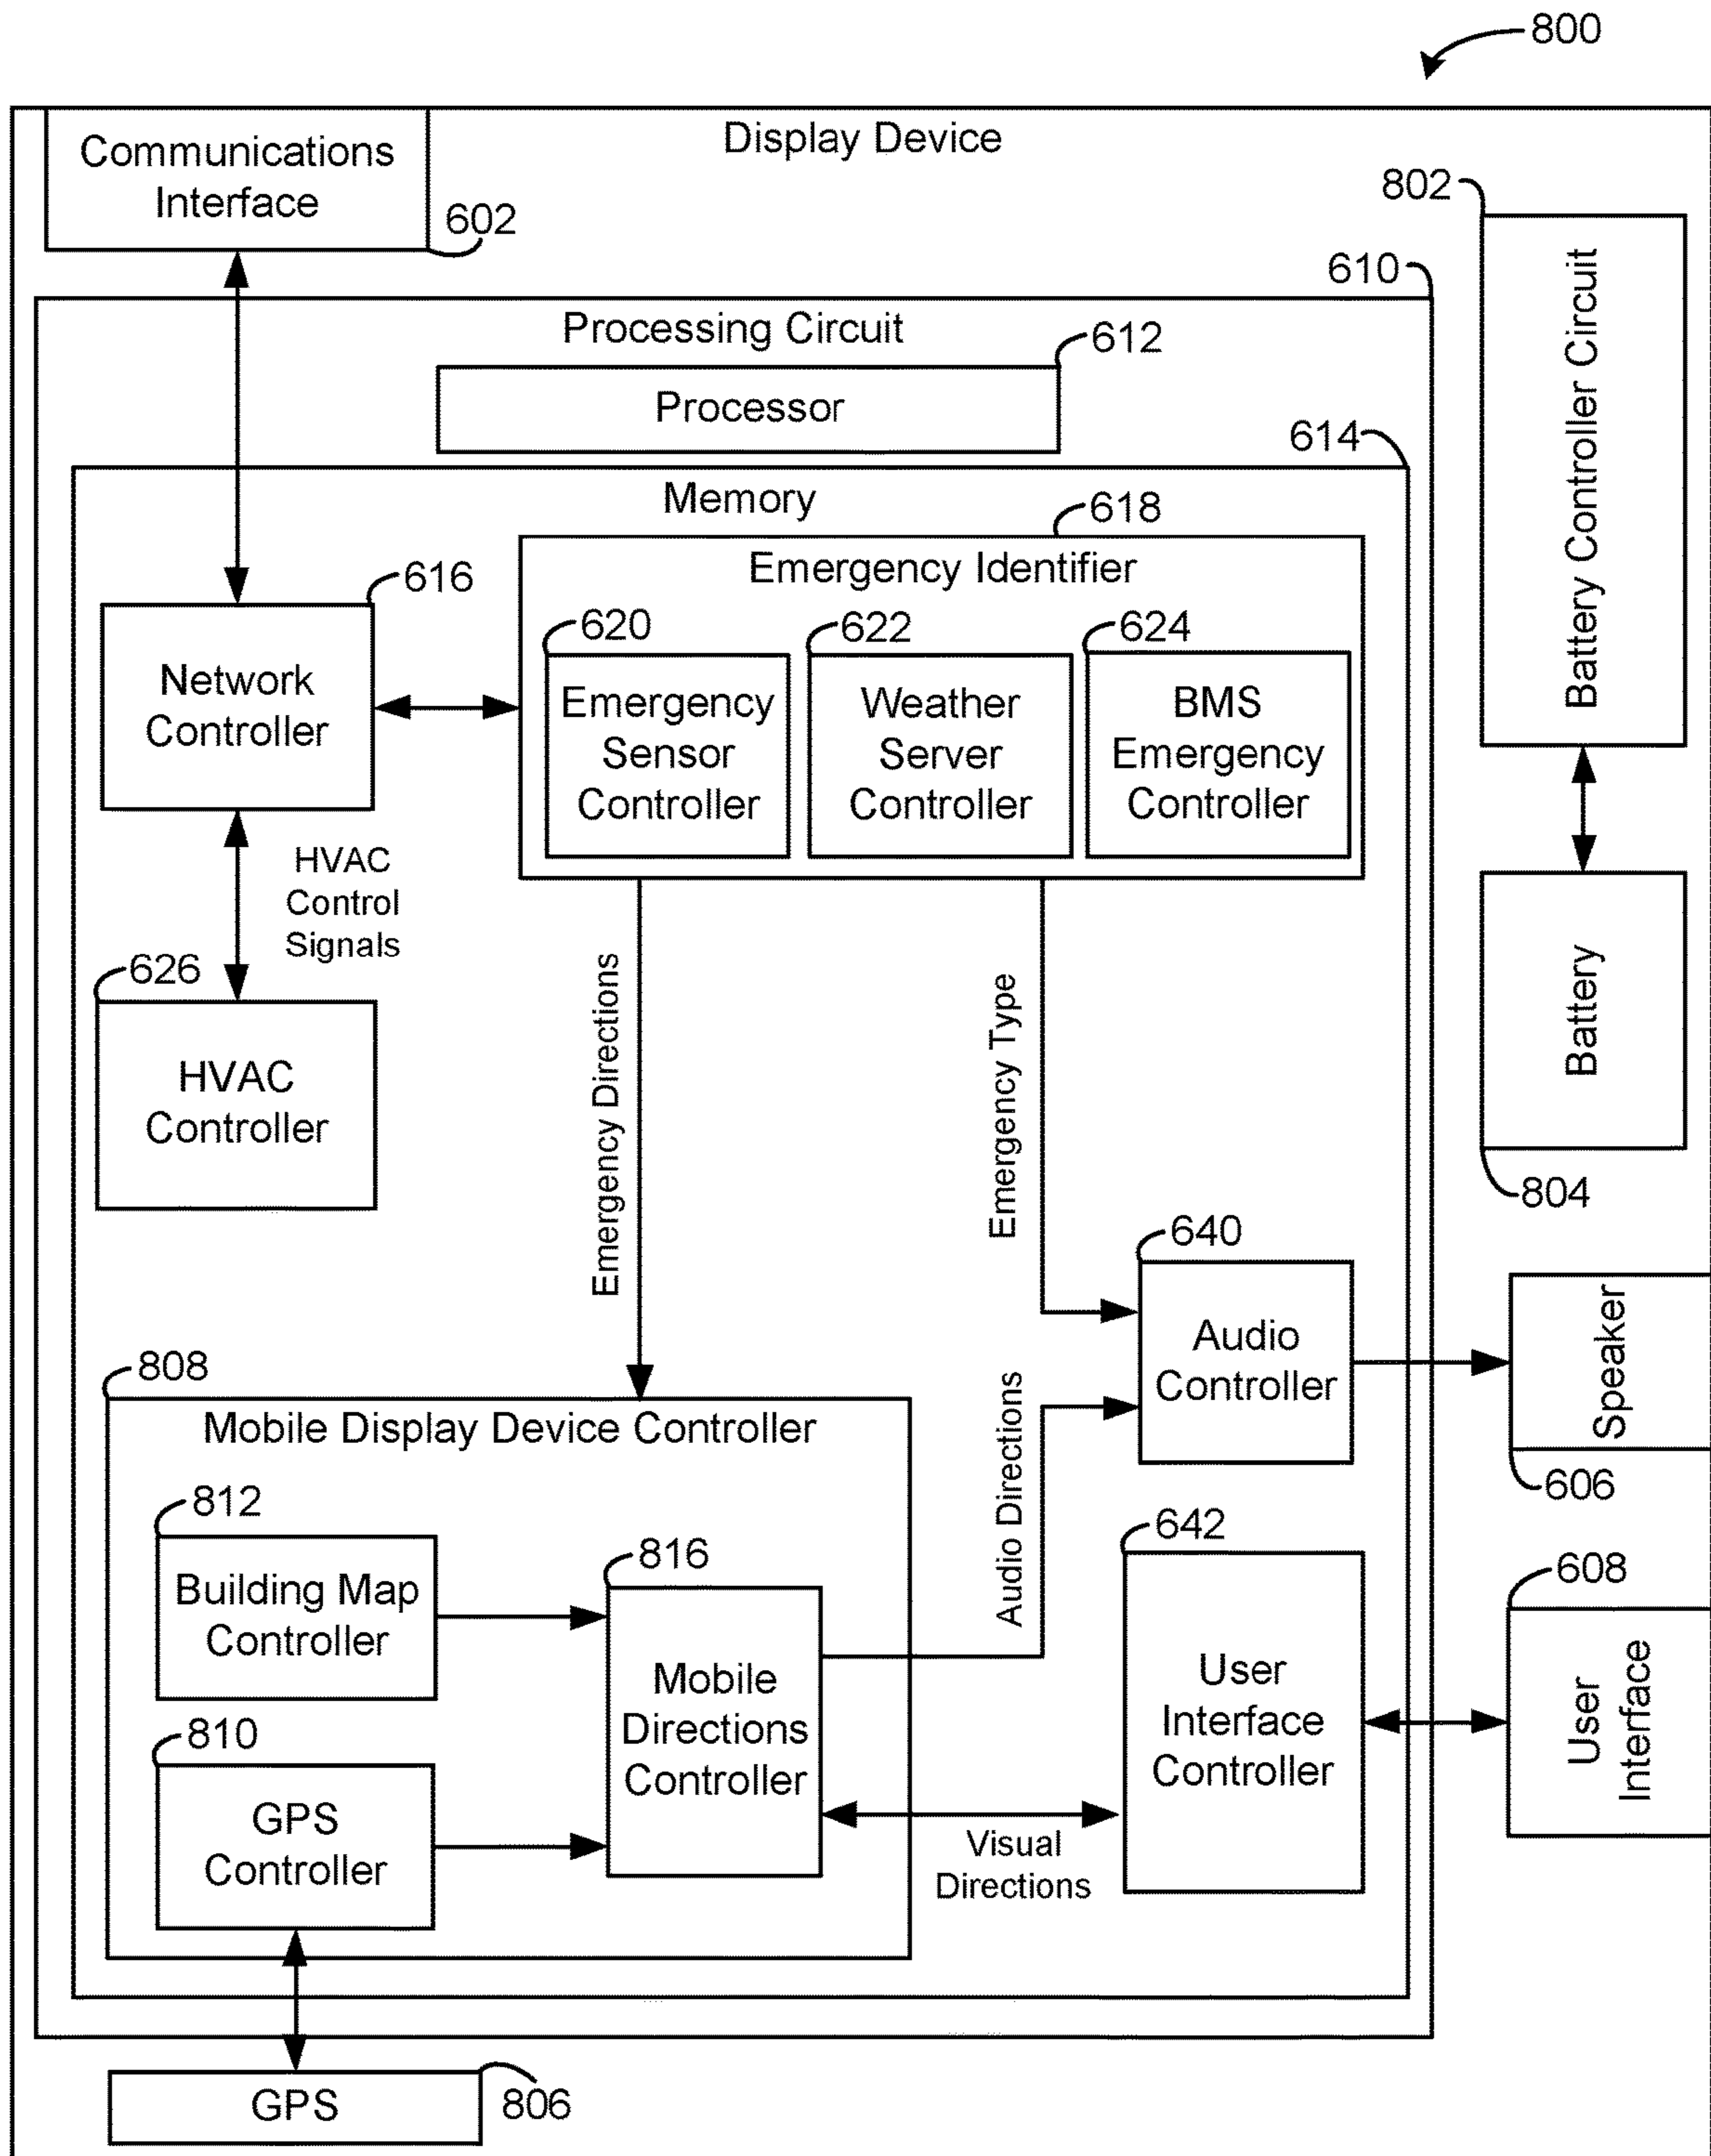 800
Display Device
Communications
Interface
602
802
Battery Controller Circuit
610
Processing Circuit
612
Processor
614
Memory
618
Emergency Identifier
616
Network
Controller
620
Emergency
Sensor
Controller
622
Weather
Server
Controller
624
BMS
Emergency
Controller
HVAC
Control
Signals
626
HVAC
Controller
Emergency Directions
Emergency Type
Battery
804
640
Audio
Controller
Speaker
606
808
Mobile Display Device Controller
Audio Directions
812
Building Map
Controller
816
Mobile
Directions
Controller
810
GPS
Controller
Visual
Directions
642
User
Interface
Controller
608
User
Interface
GPS
806